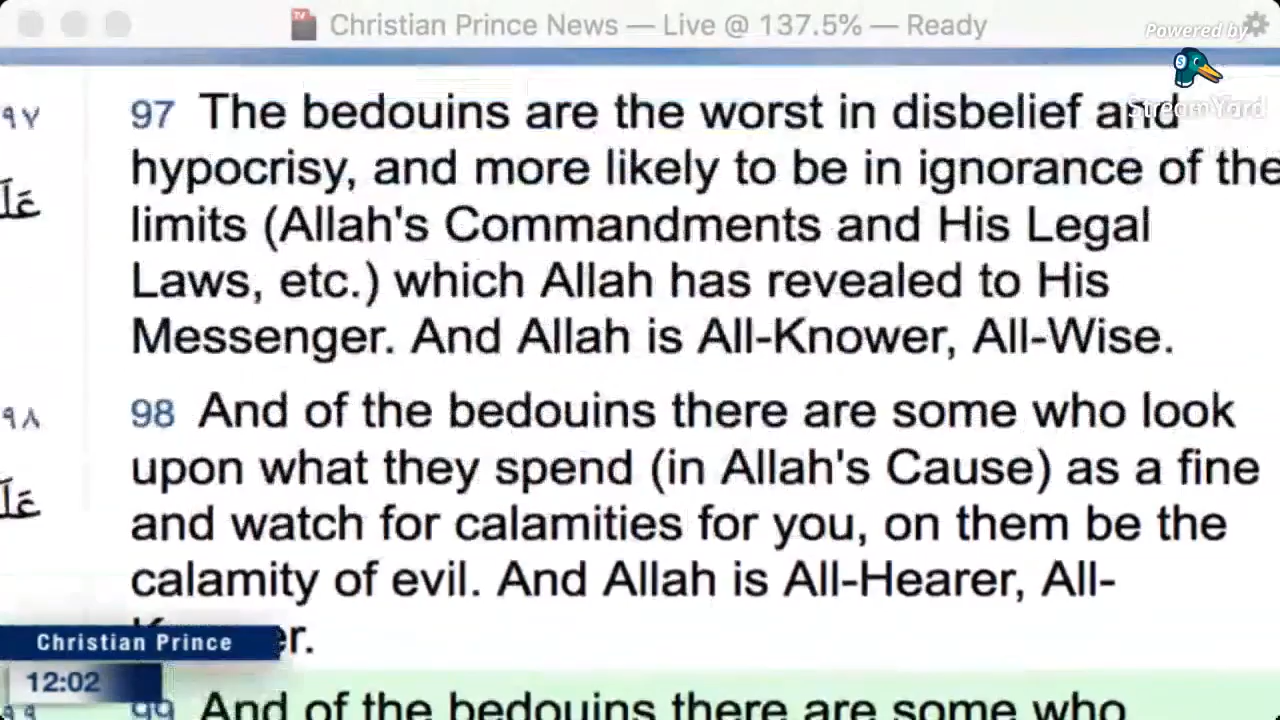 Christian Prince News — Live @ 137.5% — Ready
Powered by
StreamYard
٩٧
97 The bedouins are the worst in disbelief and
hypocrisy, and more likely to be in ignorance of the
limits (Allah's Commandments and His Legal
Laws, etc.) which Allah has revealed to His
Messenger. And Allah is All-Knower, All-Wise.
٩٨
98 And of the bedouins there are some who look
upon what they spend (in Allah's Cause) as a fine
and watch for calamities for you, on them be the
calamity of evil. And Allah is All-Hearer, All-
er.
Christian Prince
12:02
٩٩
99 And of the bedouins there are some who